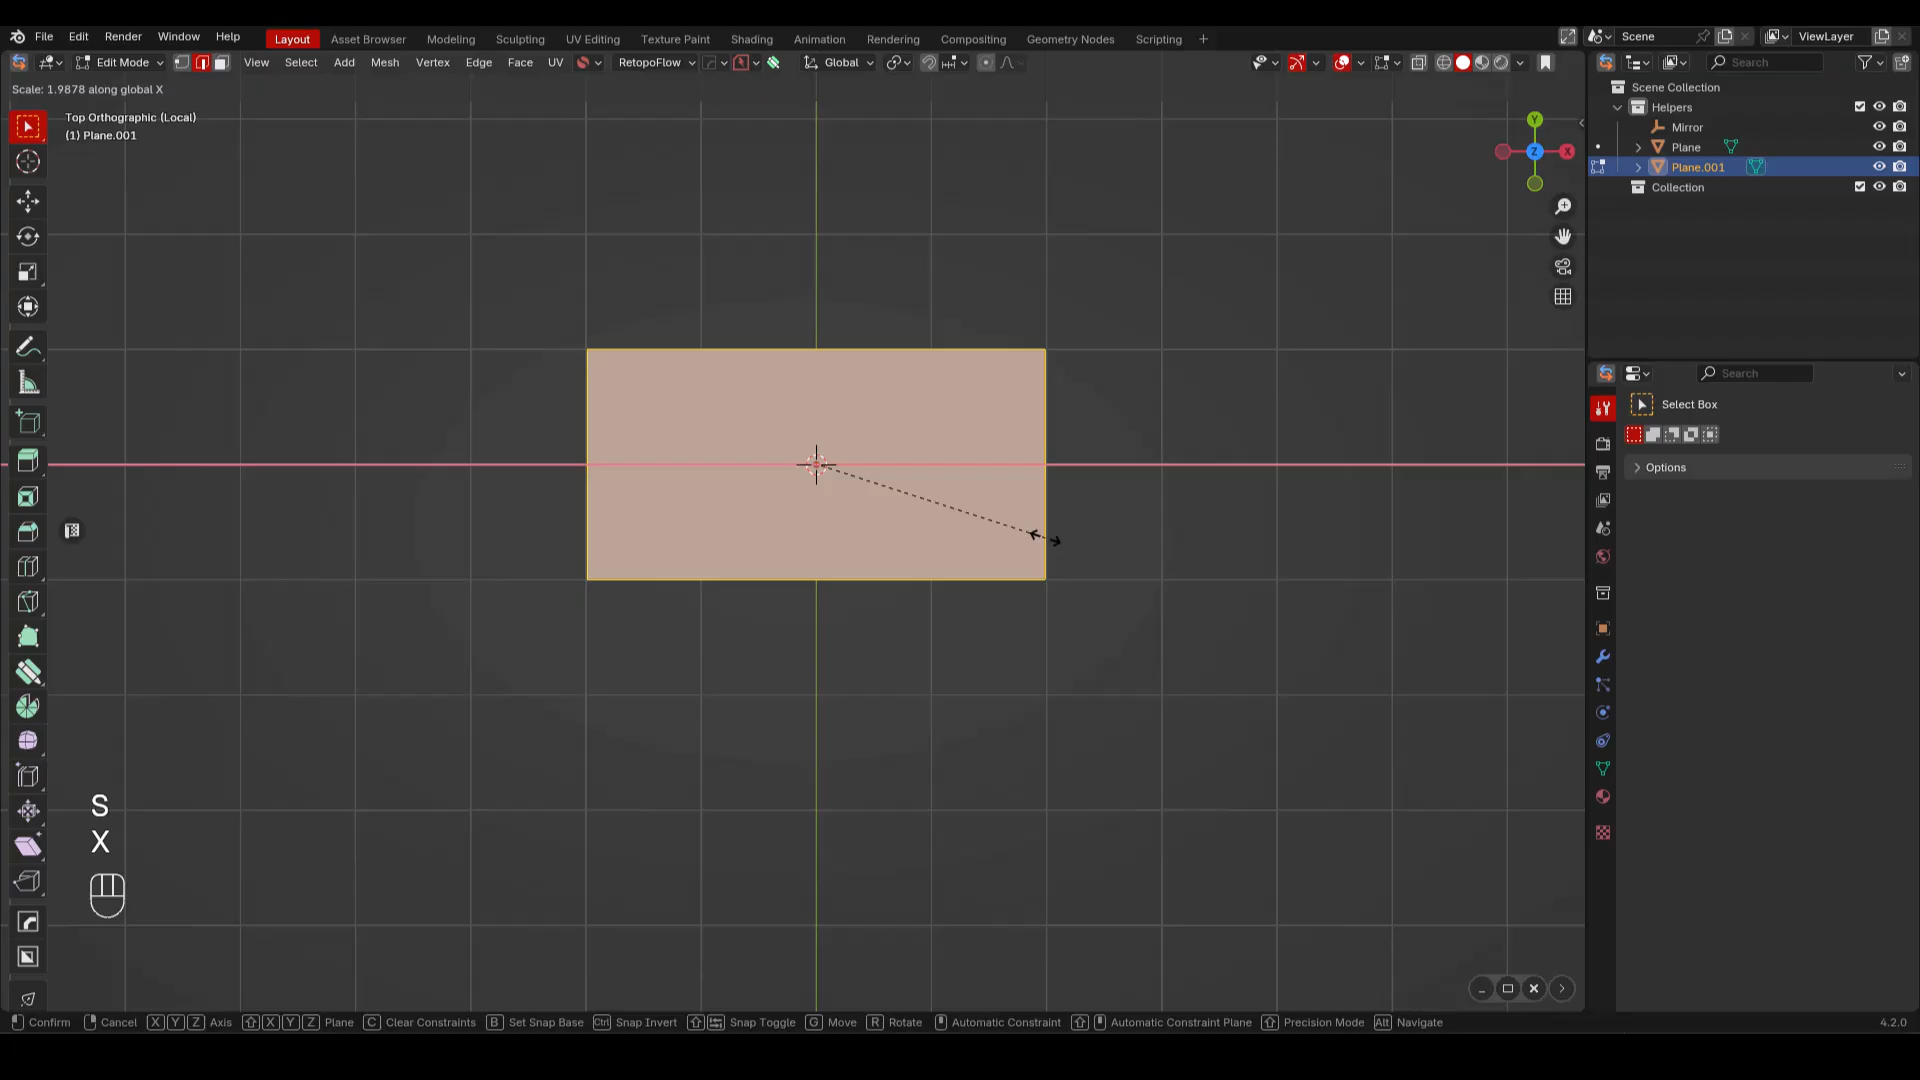 File Edit Render Window Help Layout Asset Browser Modeling Sculpting UV Editing Texture Paint Shading Animation Rendering Compositing Geometry Nodes Scripting + Scene ViewLayer
Edit Mode View Select Add Mesh Vertex Edge Face UV RetopoFlow Global Search
Scale: 1.9878 along global X
Scene Collection
Top Orthographic (Local)
Helpers
(1) Plane.001
Mirror
Plane
Plane.001
Collection
Y
Z
X
Search
Select Box
Options
S
X
Confirm Cancel X Y Z Axis X Y Z Plane C Clear Constraints B Set Snap Base Ctrl Snap Invert Snap Toggle G Move R Rotate Automatic Constraint Automatic Constraint Plane Precision Mode Alt Navigate 4.2.0